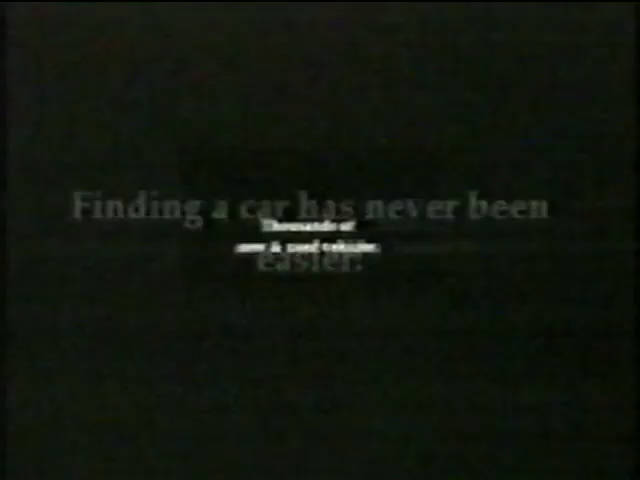 Finding a car has never been
Thousands of
new & used vehicles.
easier.